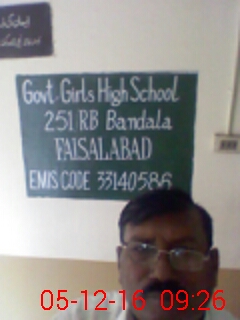 Govt Girls High School
251 RB Bandala
FAISALABAD
EMIS CODE 33140586
05-12-16 09:26